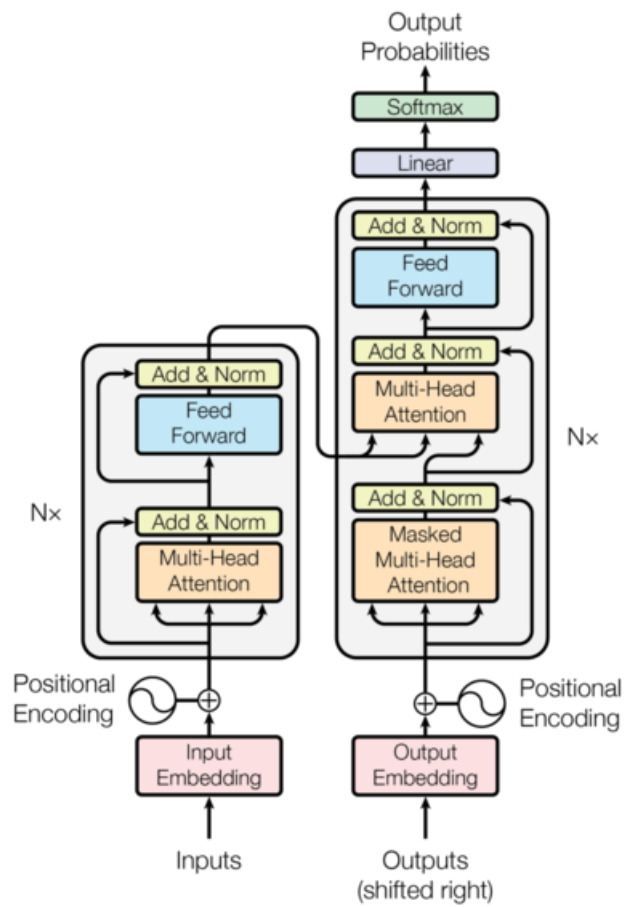 Output
Probabilities
Softmax
Linear
Add & Norm
Feed
Forward
Add & Norm
Multi-Head
Attention
Nx
Add & Norm
Masked
Multi-Head
Attention
Add & Norm
Feed
Forward
Nx
Add & Norm
Multi-Head
Attention
Positional
Encoding
Positional
Encoding
Input
Embedding
Output
Embedding
Inputs
Outputs
(shifted right)